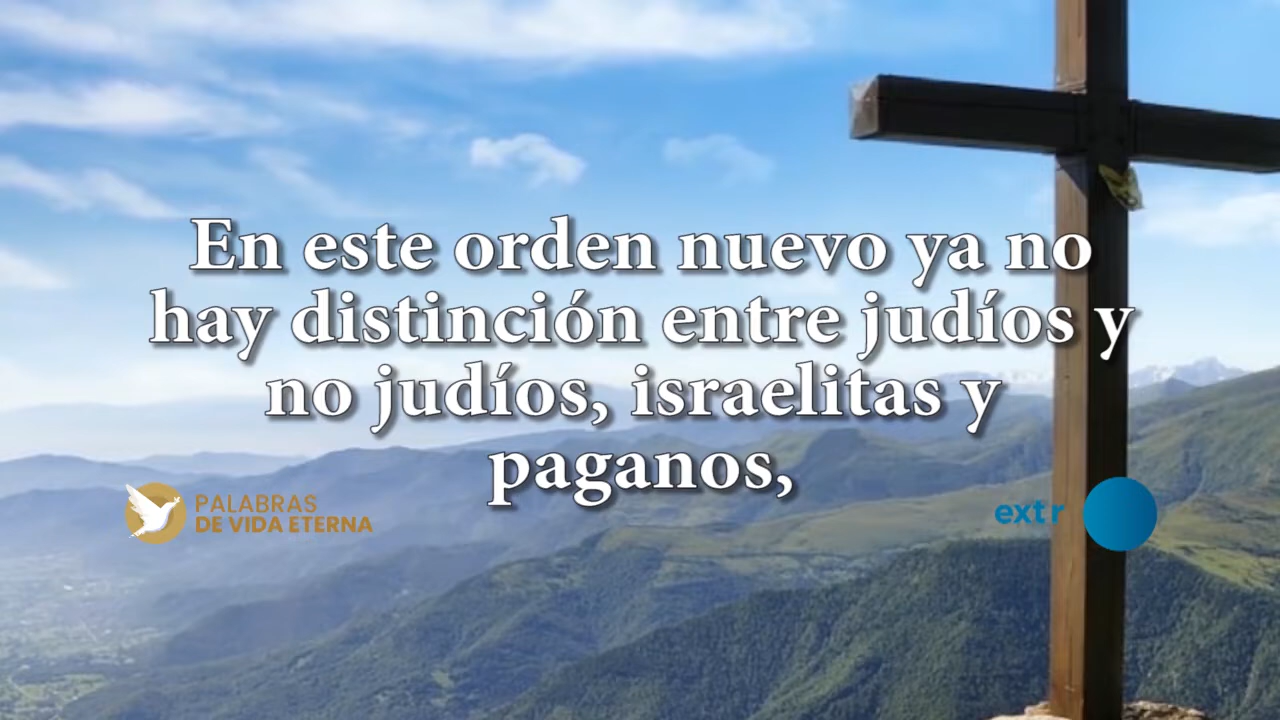 En este orden nuevo ya no
hay distinción entre judíos y
no judíos, israelitas y
paganos,
PALABRAS
DE VIDA ETERNA
extr